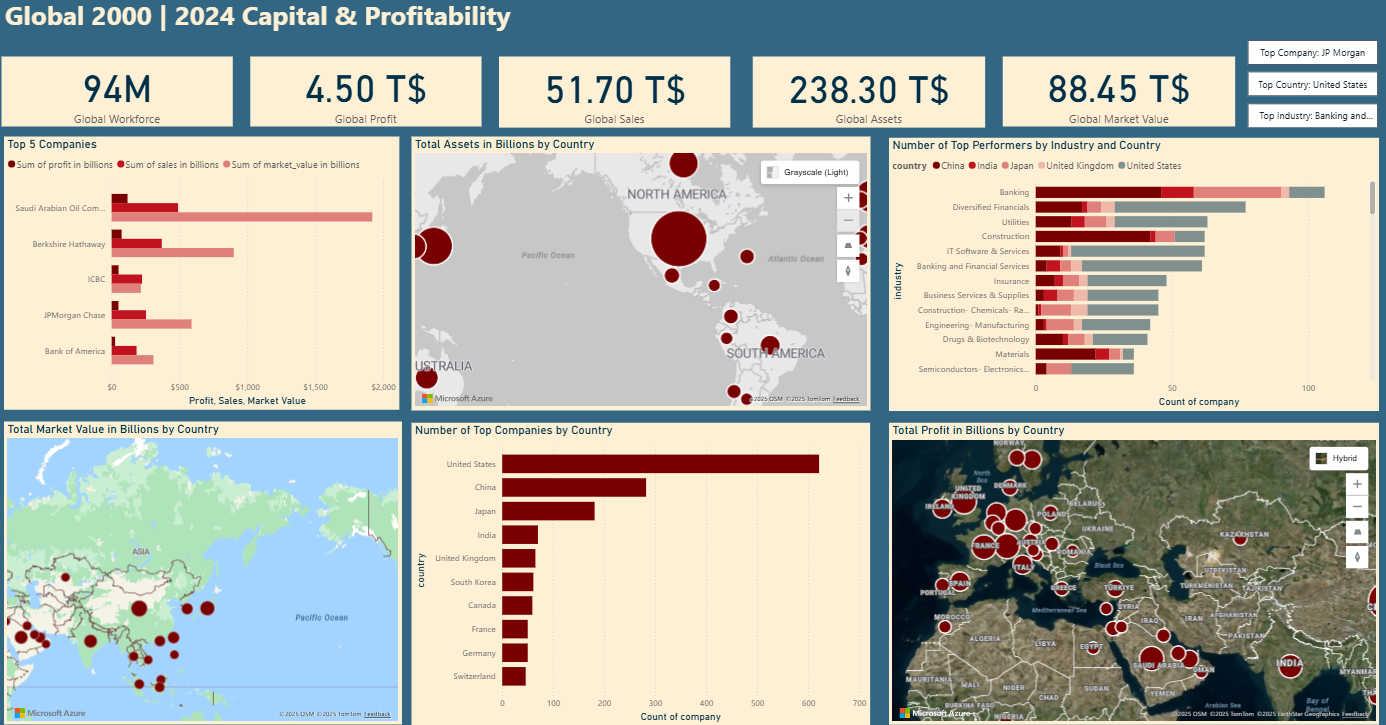 Global 2000 | 2024 Capital & Profitability
94M
Global Workforce
4.50 T$
Global Profit
51.70 T$
Global Sales
238.30 T$
Global Assets
88.45 T$
Global Market Value
Top Company: JP Morgan
Top Country: United States
Top Industry: Banking and...
Top 5 Companies
Sum of profit in billions Sum of sales in billions Sum of market_value in billions
Saudi Arabian Oil Com...
Berkshire Hathaway
ICBC
JPMorgan Chase
Bank of America
$0 $500 $1,000 $1,500 $2,000
Profit, Sales, Market Value
Total Assets in Billions by Country
Grayscale (Light)
NORTH AMERICA
Pacific Ocean
Atlantic Ocean
SOUTH AMERICA
USTRALIA
Microsoft Azure
©2025 OSM ©2025 TomTom Feedback
Number of Top Performers by Industry and Country
country China India Japan United Kingdom United States
industry
Banking
Diversified Financials
Utilities
Construction
IT Software & Services
Banking and Financial Services
Insurance
Business Services & Supplies
Construction- Chemicals- Ra...
Engineering- Manufacturing
Drugs & Biotechnology
Materials
Semiconductors- Electronics...
0 50 100
Count of company
Total Market Value in Billions by Country
ASIA
Pacific Ocean
Microsoft Azure
©2025 OSM ©2025 TomTom Feedback
Number of Top Companies by Country
country
United States
China
Japan
India
United Kingdom
South Korea
Canada
France
Germany
Switzerland
0 100 200 300 400 500 600 700
Count of company
Total Profit in Billions by Country
Hybrid
NORWAY
North
Sea
DENMARK
UNITED
KINGDOM
IRELAND
BELARUS
POLAND
UKRAINE
KAZAKHSTAN
FRANCE
AUSTRIA
ROMANIA
ITALY
Black Sea
UZBEKISTAN
SPAIN
PORTUGAL
GREECE
TÜRKİYE
TURKMENISTAN
TAJIKISTAN
Mediterranean Sea
SYRIA
MOROCCO
IRAQ
IRAN
AFGHANISTAN
ALGERIA
LIBYA
EGYPT
PAKISTAN
SAUDI ARABIA
OMAN
INDIA
MAURITANIA
MALI
NIGER
CHAD
SUDAN
YEMEN
BURKINA FASO
NIGERIA
Arabian Sea
Bay of
Bengal
Microsoft Azure
©2025 OSM ©2025 TomTom ©2025 EarthStar Geographics Feedback